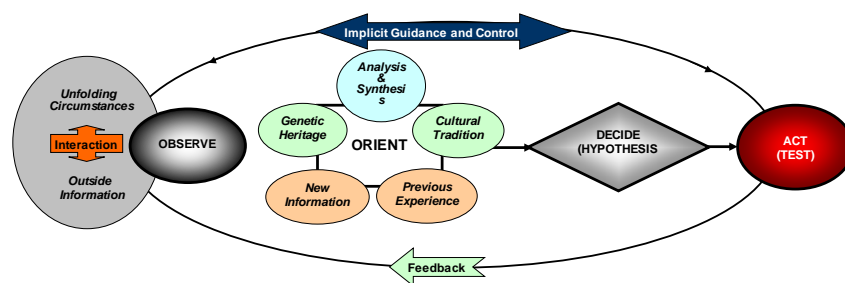 Implicit Guidance and Control
Unfolding
Circumstances
Interaction
Outside
Information
OBSERVE
Analysis
&
Synthesi
s
Genetic
Heritage
Cultural
Tradition
ORIENT
New
Information
Previous
Experience
DECIDE
(HYPOTHESIS
ACT
(TEST)
Feedback